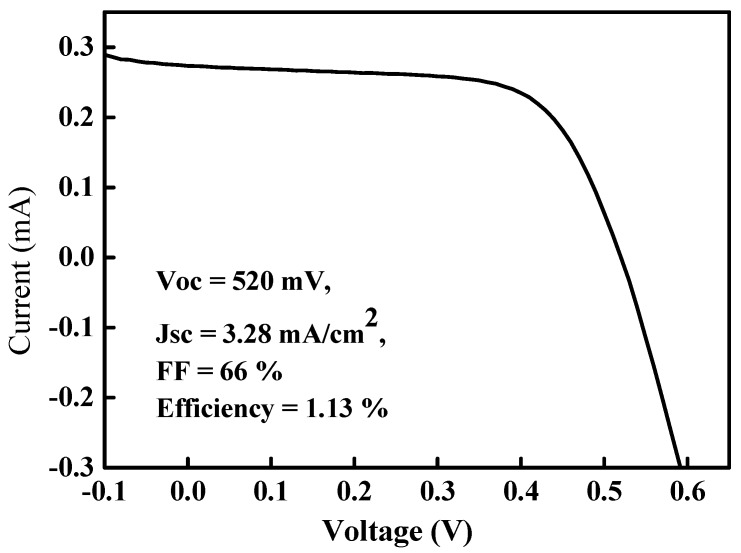 0.3
0.2
0.1
0.0
-0.1
-0.2
-0.3
Current (mA)
Voc = 520 mV,
Jsc = 3.28 mA/cm²,
FF = 66 %
Efficiency = 1.13 %
-0.1 0.0 0.1 0.2 0.3 0.4 0.5 0.6
Voltage (V)